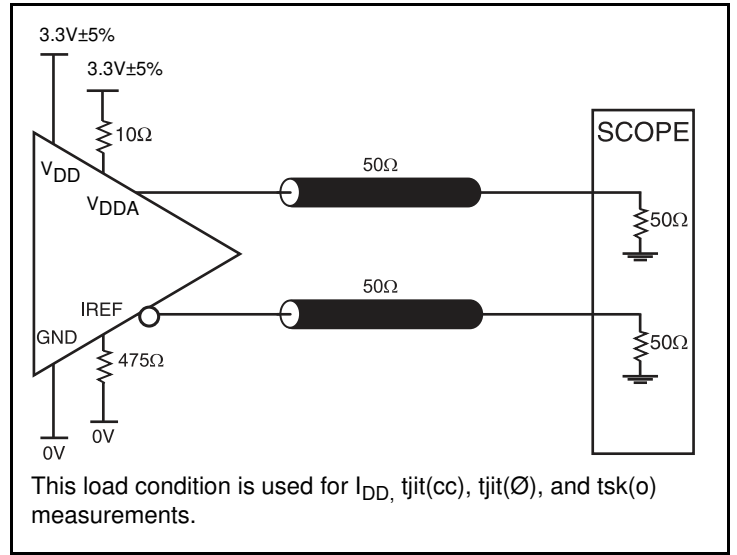 3.3V±5%
3.3V±5%
10Ω
SCOPE
VDD
50Ω
VDDA
50Ω
50Ω
IREF
GND
475Ω
50Ω
0V
0V
This load condition is used for IDD, tjit(cc), tjit(Ø), and tsk(o)
measurements.